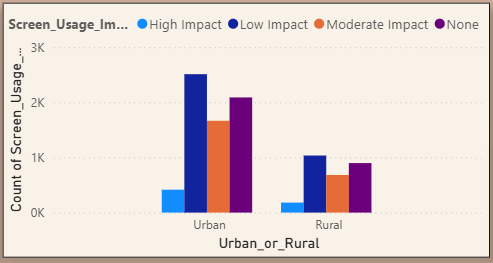 Screen_Usage_Im... High Impact Low Impact Moderate Impact None
3K
2K
1K
0K
Count of Screen_Usage_...
Urban Rural
Urban_or_Rural